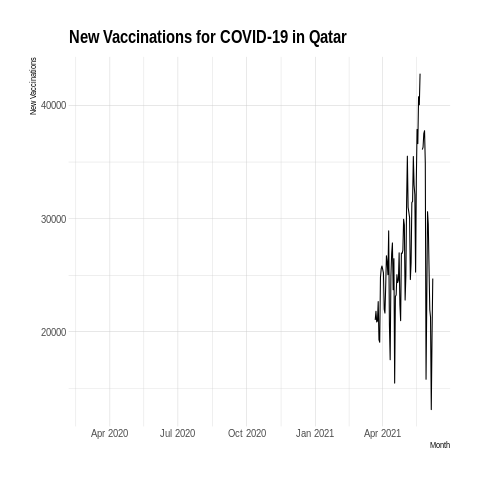 New Vaccinations for COVID-19 in Qatar
New Vaccinations
40000
30000
20000
Apr 2020 Jul 2020 Oct 2020 Jan 2021 Apr 2021
Month